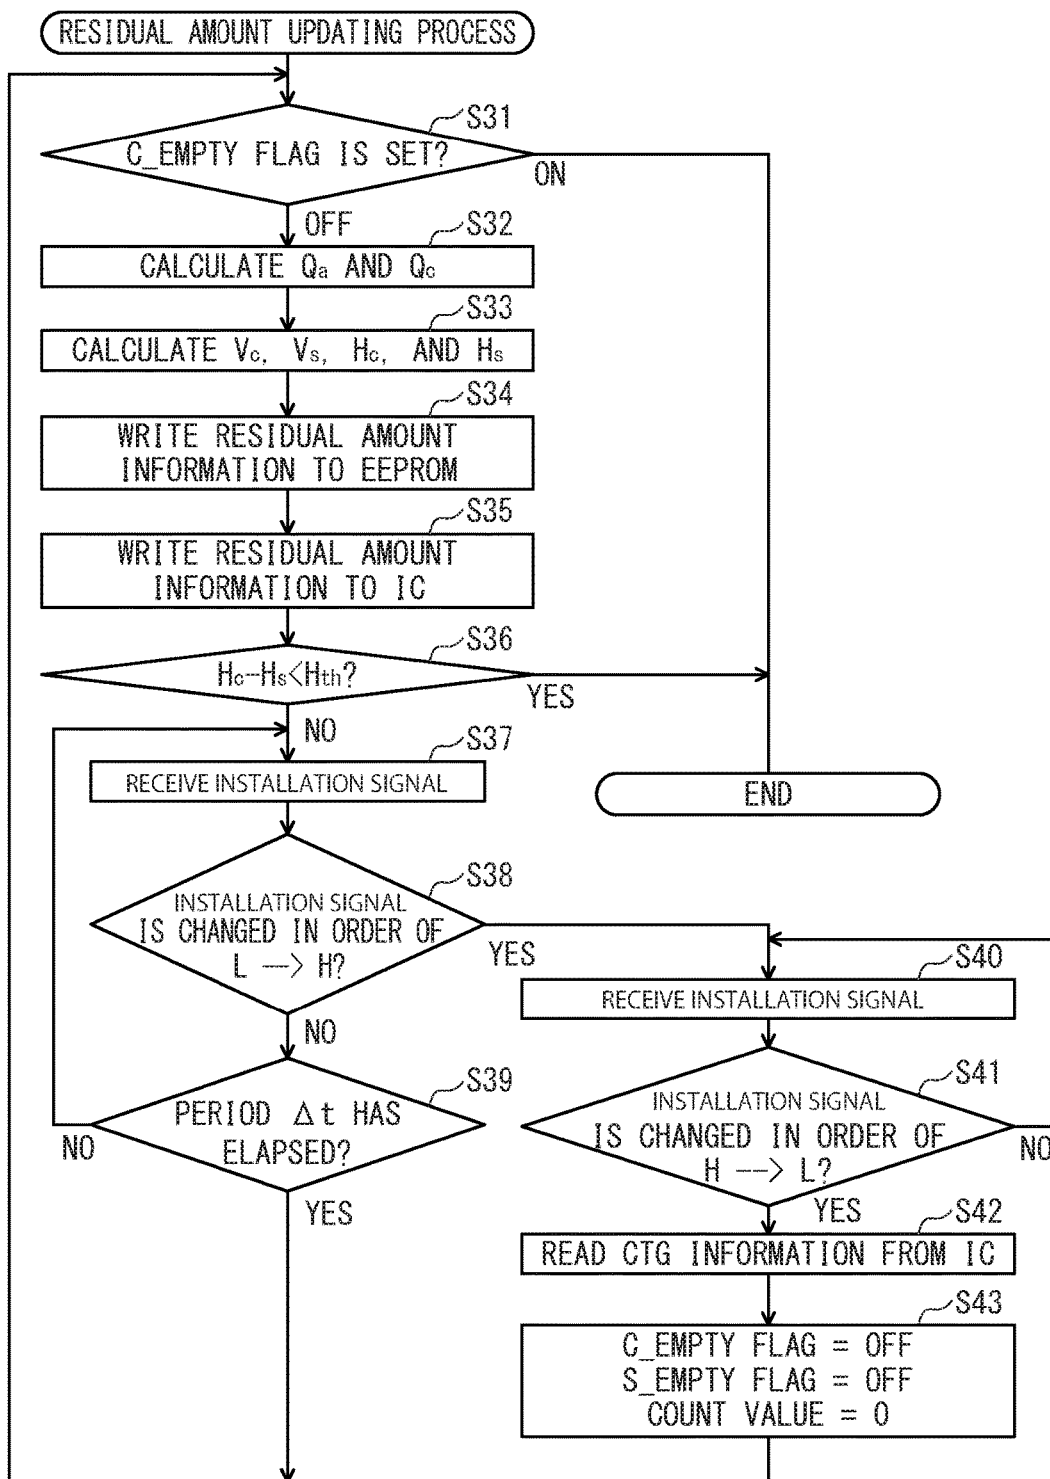 RESIDUAL AMOUNT UPDATING PROCESS
S31
C_EMPTY FLAG IS SET?
ON
OFF
S32
CALCULATE Qa AND Qc
S33
CALCULATE Vc, Vs, Hc, AND Hs
S34
WRITE RESIDUAL AMOUNT
INFORMATION TO EEPROM
S35
WRITE RESIDUAL AMOUNT
INFORMATION TO IC
S36
Hc-Hs<Hth?
YES
NO
S37
RECEIVE INSTALLATION SIGNAL
END
S38
INSTALLATION SIGNAL
IS CHANGED IN ORDER OF
L --> H?
YES
NO
S39
PERIOD Δt HAS
ELAPSED?
NO
YES
S40
RECEIVE INSTALLATION SIGNAL
S41
INSTALLATION SIGNAL
IS CHANGED IN ORDER OF
H --> L?
NO
YES
S42
READ CTG INFORMATION FROM IC
S43
C_EMPTY FLAG = OFF
S_EMPTY FLAG = OFF
COUNT VALUE = 0